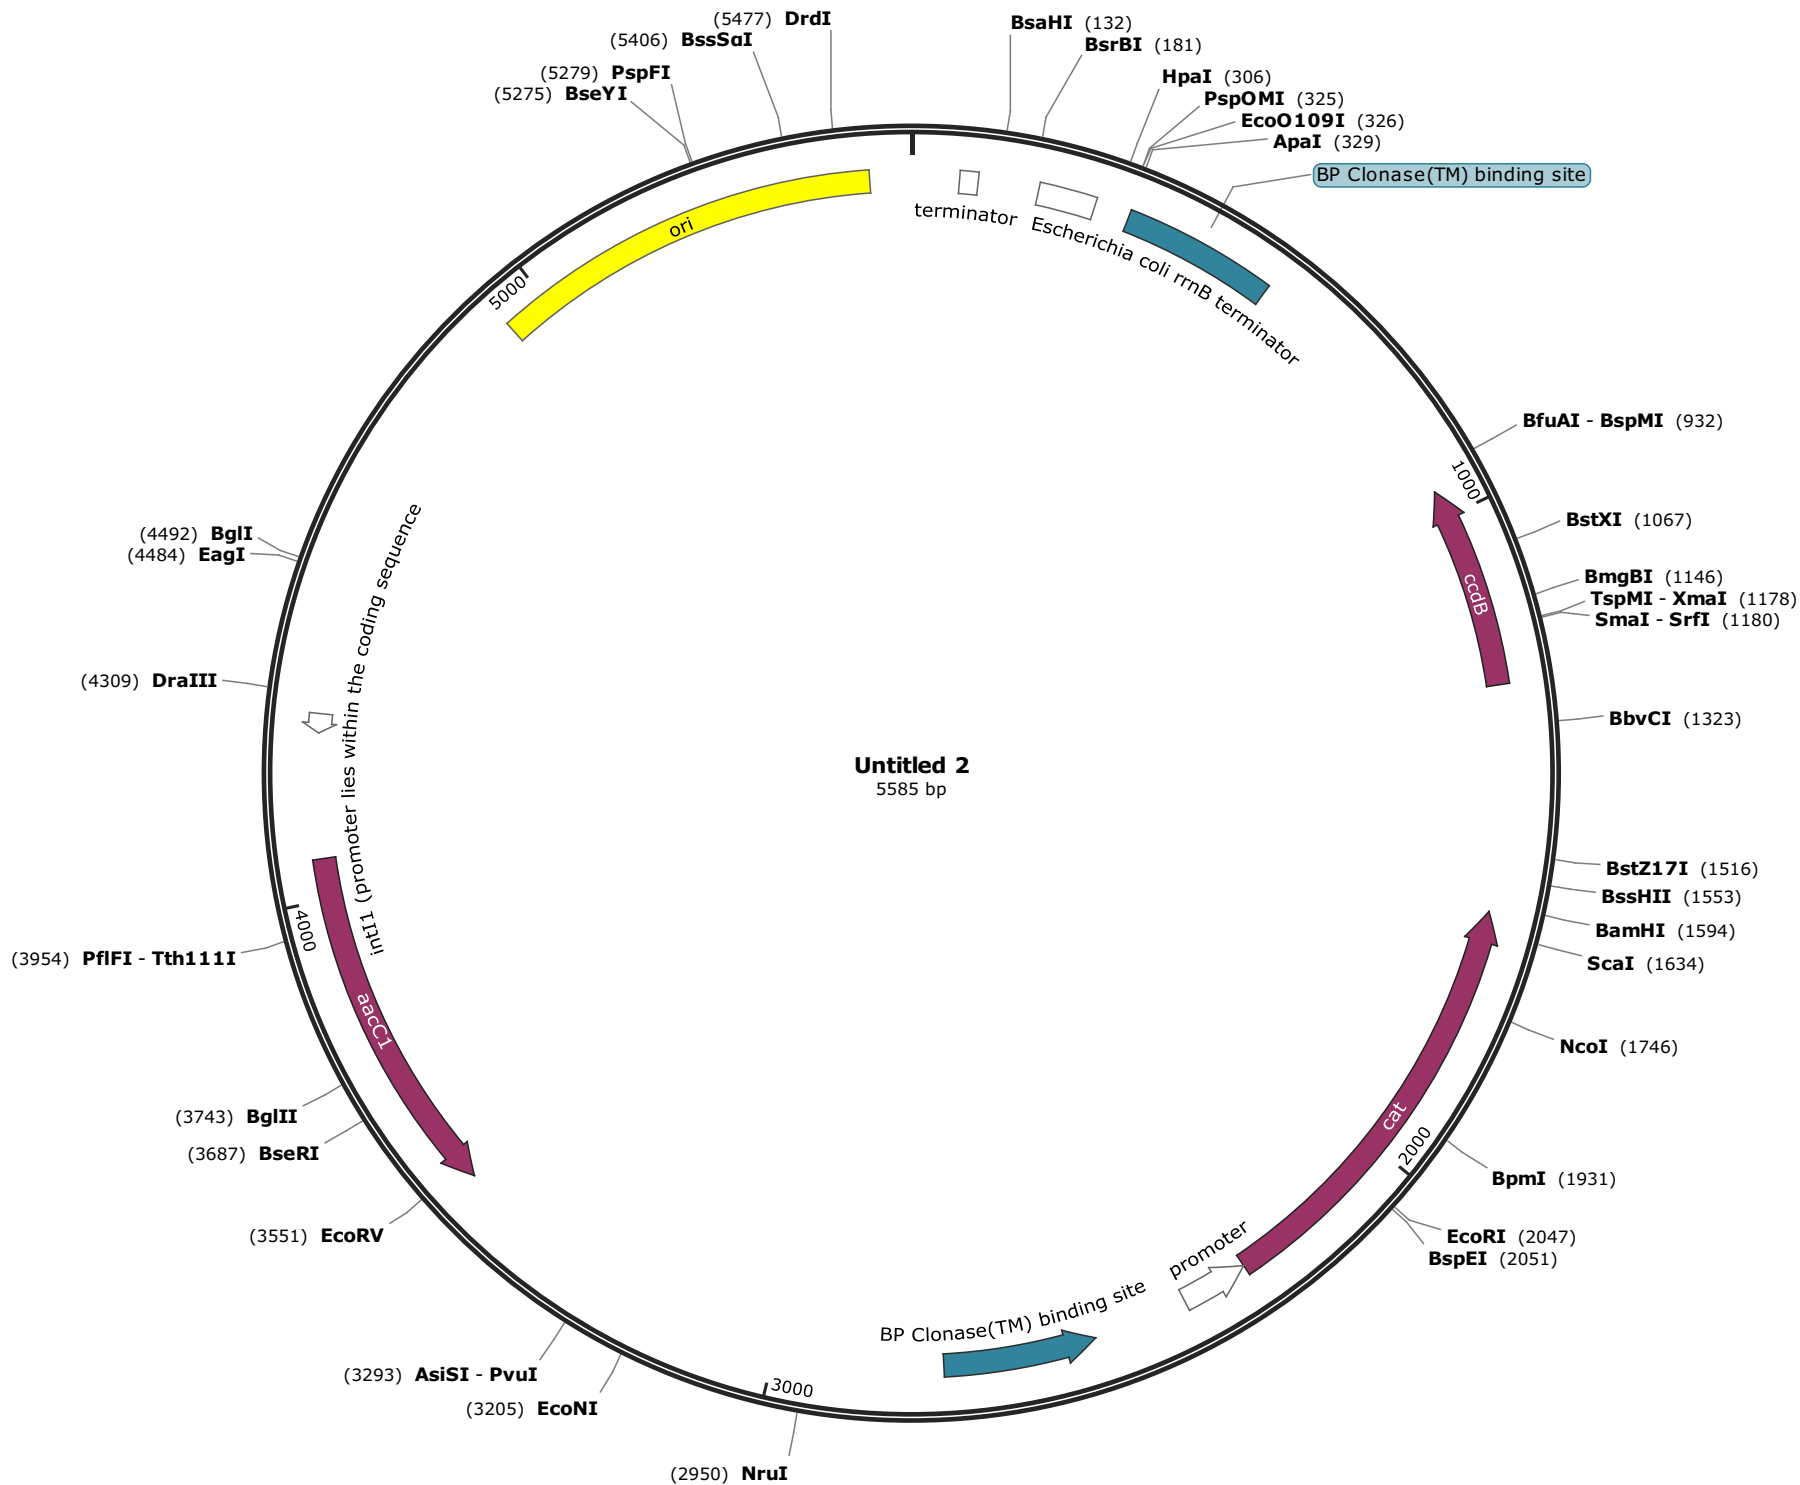 (5477) DrdI
(5406) BssSαI
(5279) PspFI
(5275) BseYI
BsaHI (132)
BsrBI (181)
HpaI (306)
PspOMI (325)
EcoO109I (326)
ApaI (329)
BP Clonase(TM) binding site
ori
terminator
Escherichia coli rrnB terminator
5000
BfuAI - BspMI (932)
1000
BstXI (1067)
BmgBI (1146)
TspMI - XmaI (1178)
SmaI - SrfI (1180)
ccdB
BbvCI (1323)
(4492) BglI
(4484) EagI
(4309) DraIII
intI1 (promoter lies within the coding sequence
Untitled 2
5585 bp
BstZ17I (1516)
BssHII (1553)
BamHI (1594)
ScaI (1634)
NcoI (1746)
cat
2000
BpmI (1931)
EcoRI (2047)
BspEI (2051)
4000
(3954) PflFI - Tth111I
aacC1
(3743) BglII
(3687) BseRI
(3551) EcoRV
promoter
BP Clonase(TM) binding site
(3293) AsiSI - PvuI
(3205) EcoNI
3000
(2950) NruI